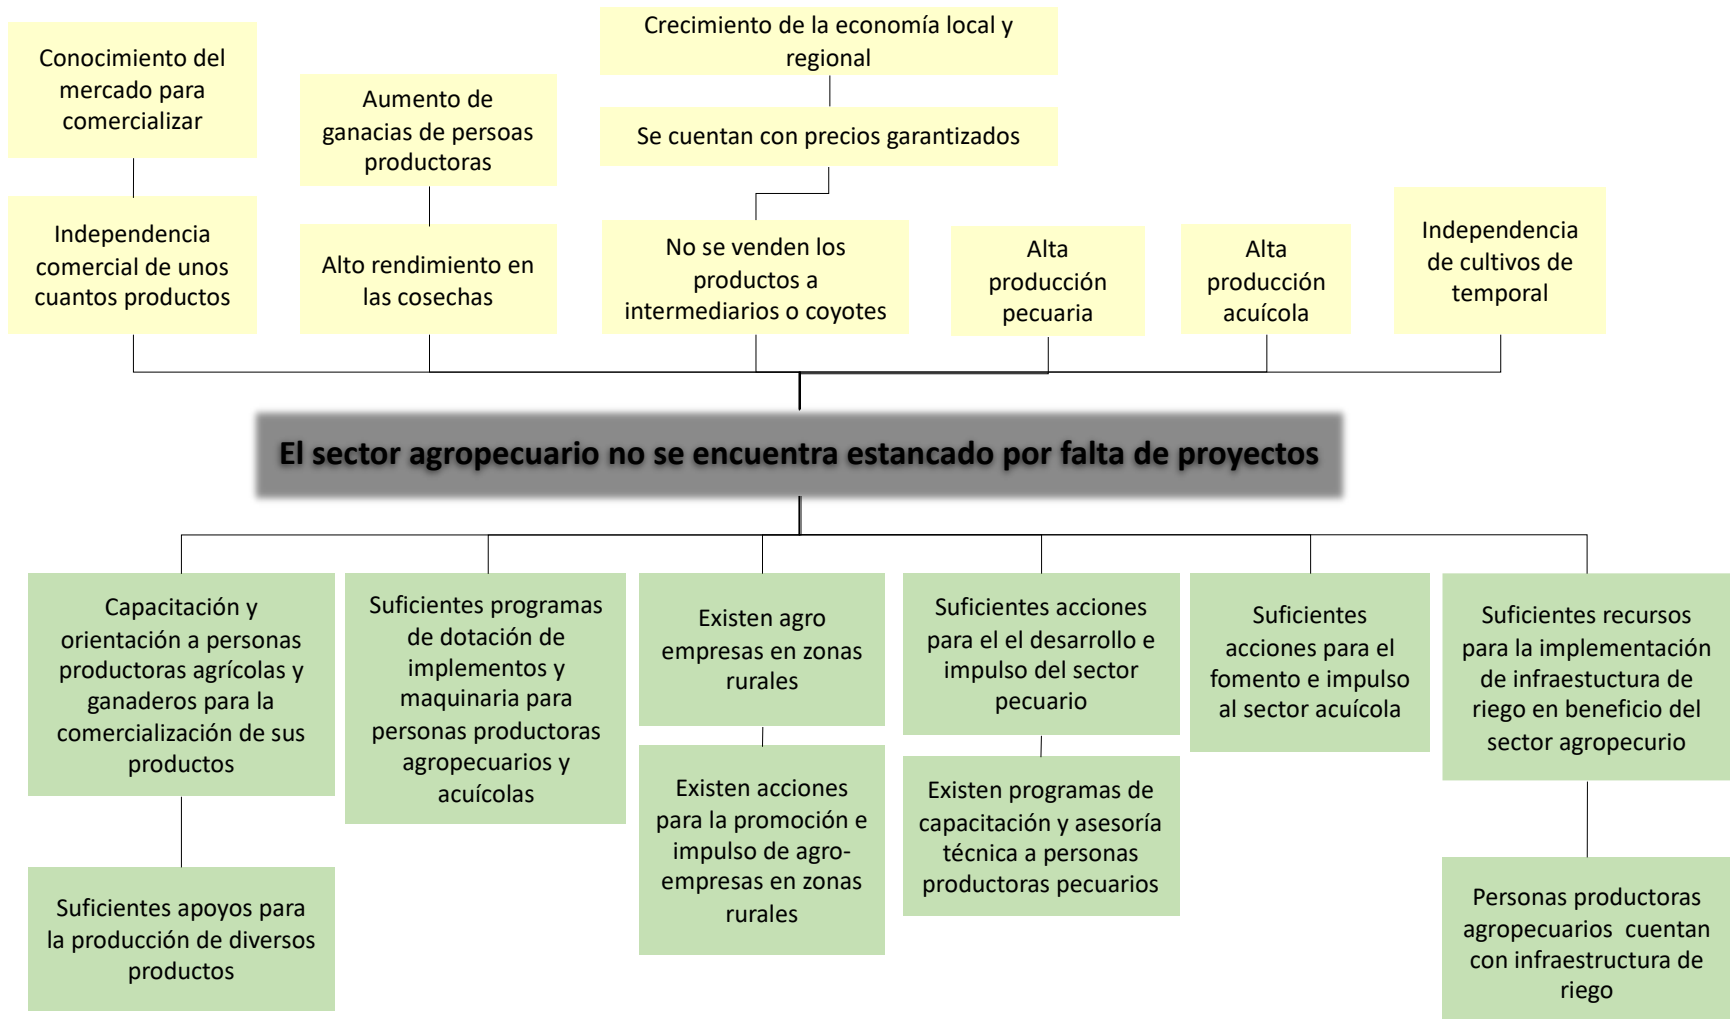 Crecimiento de la economía local y
regional
Conocimiento del
mercado para
comercializar
Aumento de
ganacias de persoas
productoras
Se cuentan con precios garantizados
Independencia
comercial de unos
cuantos productos
Alto rendimiento en
las cosechas
No se venden los
productos a
intermediarios o coyotes
Alta
producción
pecuaria
Alta
producción
acuícola
Independencia
de cultivos de
temporal
El sector agropecuario no se encuentra estancado por falta de proyectos
Capacitación y
orientación a personas
productoras agrícolas y
ganaderos para la
comercialización de sus
productos
Suficientes programas
de dotación de
implementos y
maquinaria para
personas productoras
agropecuarios y
acuícolas
Existen agro
empresas en zonas
rurales
Suficientes acciones
para el el desarrollo e
impulso del sector
pecuario
Suficientes
acciones para el
fomento e impulso
al sector acuícola
Suficientes recursos
para la implementación
de infraestuctura de
riego en beneficio del
sector agropecurio
Suficientes apoyos para
la producción de diversos
productos
Existen acciones
para la promoción e
impulso de agro-
empresas en zonas
rurales
Existen programas de
capacitación y asesoría
técnica a personas
productoras pecuarios
Personas productoras
agropecuarios cuentan
con infraestructura de
riego